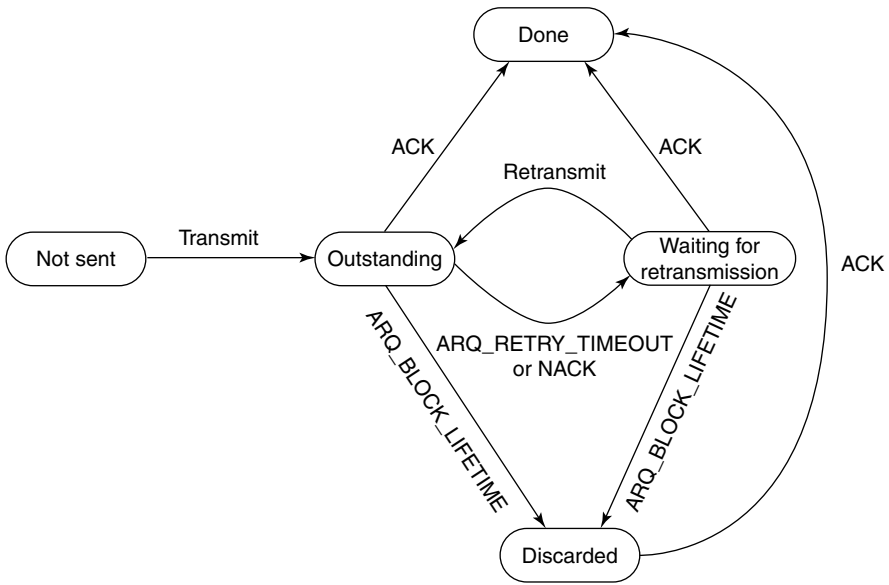 Done
ACK
ACK
Retransmit
Transmit
Not sent
Outstanding
Waiting for
retransmission
ACK
ARQ_RETRY_TIMEOUT
or NACK
ARQ_BLOCK_LIFETIME
ARQ_BLOCK_LIFETIME
Discarded